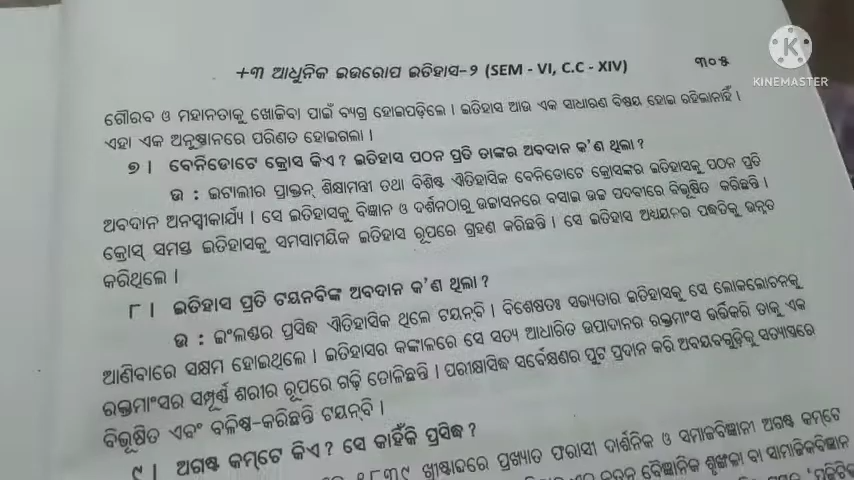 +୩ ଆଧୁନିକ ଇଉରୋପ ଇତିହାସ-୨ (SEM - VI, C.C - XIV) ୩୦୫
KINEMASTER
ଗୌରବ ଓ ମହାନତାକୁ ଖୋଜିବା ପାଇଁ ବ୍ୟଗ୍ର ହୋଇପଡ଼ିଲେ । ଇତିହାସ ଆଉ ଏକ ସାଧାରଣ ବିଷୟ ହୋଇ ରହିଲାନାହିଁ ।
ଏହା ଏକ ଅନୁଷ୍ଠାନରେ ପରିଣତ ହୋଇଗଲା ।
୭ । ବେନିଡୋଟେ କ୍ରୋସ କିଏ ? ଇତିହାସ ପଠନ ପ୍ରତି ତାଙ୍କର ଅବଦାନ କ'ଣ ଥିଲା ?
ଉ : ଇଟାଲୀର ପ୍ରାକ୍ତନ୍ ଶିକ୍ଷାମନ୍ତ୍ରୀ ତଥା ବିଶିଷ୍ଟ ଐତିହାସିକ ବେନିଡୋଟେ କ୍ରୋସଙ୍କର ଇତିହାସକୁ ପଠନ ପ୍ରତି
ଅବଦାନ ଅନସ୍ୱୀକାର୍ଯ୍ୟ । ସେ ଇତିହାସକୁ ବିଜ୍ଞାନ ଓ ଦର୍ଶନଠାରୁ ଉଚ୍ଚାସନରେ ବସାଇ ଉଚ୍ଚ ପଦବୀରେ ବିଭୂଷିତ କରିଛନ୍ତି ।
କ୍ରୋସ୍ ସମସ୍ତ ଇତିହାସକୁ ସମସାମୟିକ ଇତିହାସ ରୂପରେ ଗ୍ରହଣ କରିଛନ୍ତି । ସେ ଇତିହାସ ଅଧ୍ୟୟନର ପଦ୍ଧତିକୁ ଉନ୍ନତ
କରିଥିଲେ ।
୮ । ଇତିହାସ ପ୍ରତି ଟୟନବିଙ୍କ ଅବଦାନ କ'ଣ ଥିଲା ?
ଉ : ଇଂଲଣ୍ଡର ପ୍ରସିଦ୍ଧ ଐତିହାସିକ ଥିଲେ ଟୟନ୍‌ବି । ବିଶେଷତଃ ସଭ୍ୟତାର ଇତିହାସକୁ ସେ ଲୋକଲୋଚନକୁ
ଆଣିବାରେ ସକ୍ଷମ ହୋଇଥିଲେ । ଇତିହାସର କଙ୍କାଳରେ ସେ ସତ୍ୟ ଆଧାରିତ ଉପାଦାନର ରକ୍ତମାଂସ ଭର୍ତ୍ତିକରି ତାକୁ ଏକ
ରକ୍ତମାଂସର ସମ୍ପୂର୍ଣ୍ଣ ଶରୀର ରୂପରେ ଗଢ଼ି ତୋଳିଛନ୍ତି । ପରୀକ୍ଷାସିଦ୍ଧ ସର୍ବେକ୍ଷଣର ପୁଟ ପ୍ରଦାନ କରି ଅବୟବଗୁଡ଼ିକୁ
ବିଭୂଷିତ ଏବଂ ବଳିଷ୍ଠ-କରିଛନ୍ତି ଟୟନ୍‌ବି ।
୯ । ଅଗଷ୍ଟ କମ୍‌ଟେ କିଏ ? ସେ କାହିଁକି ପ୍ରସିଦ୍ଧ ?
୧୮୩୯ ଖ୍ରୀଷ୍ଟାବ୍ଦରେ ପ୍ରଖ୍ୟାତ ଫରାସୀ ଦାର୍ଶନିକ ଓ ସମାଜବିଜ୍ଞାନୀ ଅଗଷ୍ଟ କମ୍‌ଟେ
ନୂତନ ବୈଜ୍ଞାନିକ ଶୃଙ୍ଖଳା ବା ସାମାଜିକବିଜ୍ଞାନ